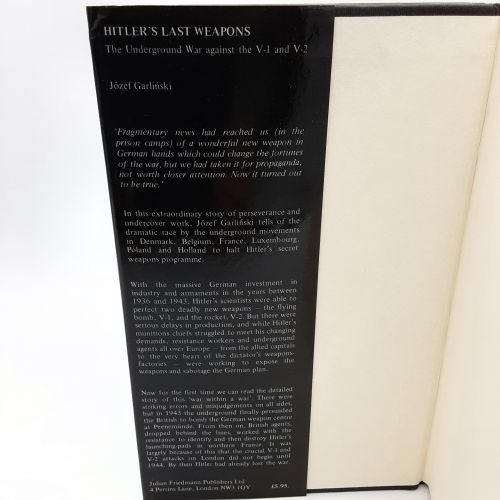 HITLER'S LAST WEAPONS
The Underground War against the V-1 and V-2
Józef Garliński
'Fragmentary news had reached us (in the
prison camps) of a wonderful new weapon in
German hands which could change the fortunes
of the war, but we had taken it for propaganda,
not worth closer attention. Now it turned out
to be true.'
In this extraordinary story of perseverance and
undercover work, Józef Garliński tells of the
dramatic race by the underground movements
in Denmark, Belgium, France, Luxembourg,
Poland and Holland to halt Hitler's secret
weapons programme.
With the massive German investment in
industry and armaments in the years between
1936 and 1943, Hitler's scientists were able to
perfect two deadly new weapons – the flying
bomb, V-1, and the rocket, V-2. But there were
serious delays in production, and while Hitler's
munitions chiefs struggled to meet his changing
demands, resistance workers and underground
agents all over Europe – from the allied capitals
to the very heart of the dictator's weapons-
factories – were working to expose the
weapons and sabotage the German plan.
Now for the first time we can read the detailed
story of this 'war within a war'. There were
striking errors and misjudgements on all sides,
but in 1943 the underground finally persuaded
the British to bomb the German weapon centre
at Peenemünde. From then on, British agents,
dropped behind the lines, worked with the
resistance to identify and then destroy Hitler's
launching-pads in northern France. It was
largely because of this that the crucial V-1 and
V-2 attacks on London did not begin until
1944. By then Hitler had already lost the war.
Julian Friedmann Publishers Ltd
4 Perrins Lane, London NW3 1QY £5.95.